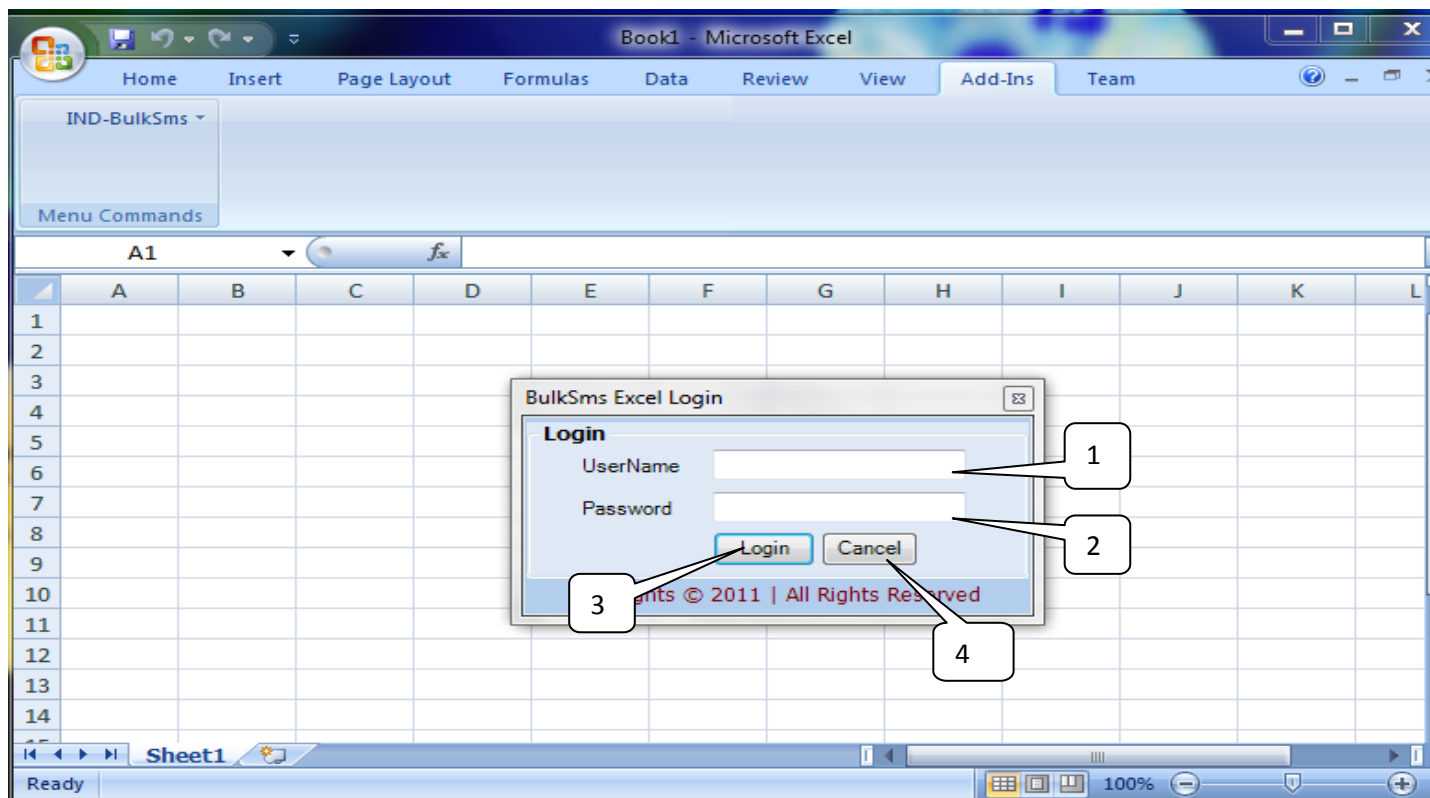 Book1 - Microsoft Excel
Home Insert Page Layout Formulas Data Review View Add-Ins Team
IND-BulkSms
Menu Commands
A1 fx
A B C D E F G H I J K L
1
2
3
BulkSms Excel Login
4
Login
5
UserName 1
6
7
Password
8
2
Login Cancel
9
3
10
© 2011 | All Rights Reserved
11
12
4
13
14
Sheet1
Ready 100%